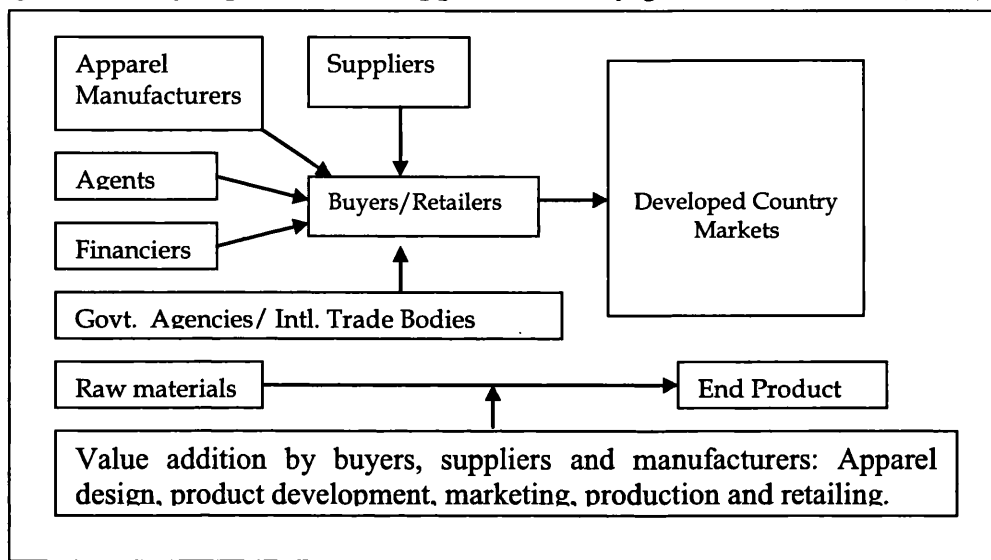 Apparel
Manufacturers
Suppliers
Agents
Buyers/Retailers
Developed Country
Markets
Financiers
Govt. Agencies/ Intl. Trade Bodies
Raw materials
End Product
Value addition by buyers, suppliers and manufacturers: Apparel
design, product development, marketing, production and retailing.